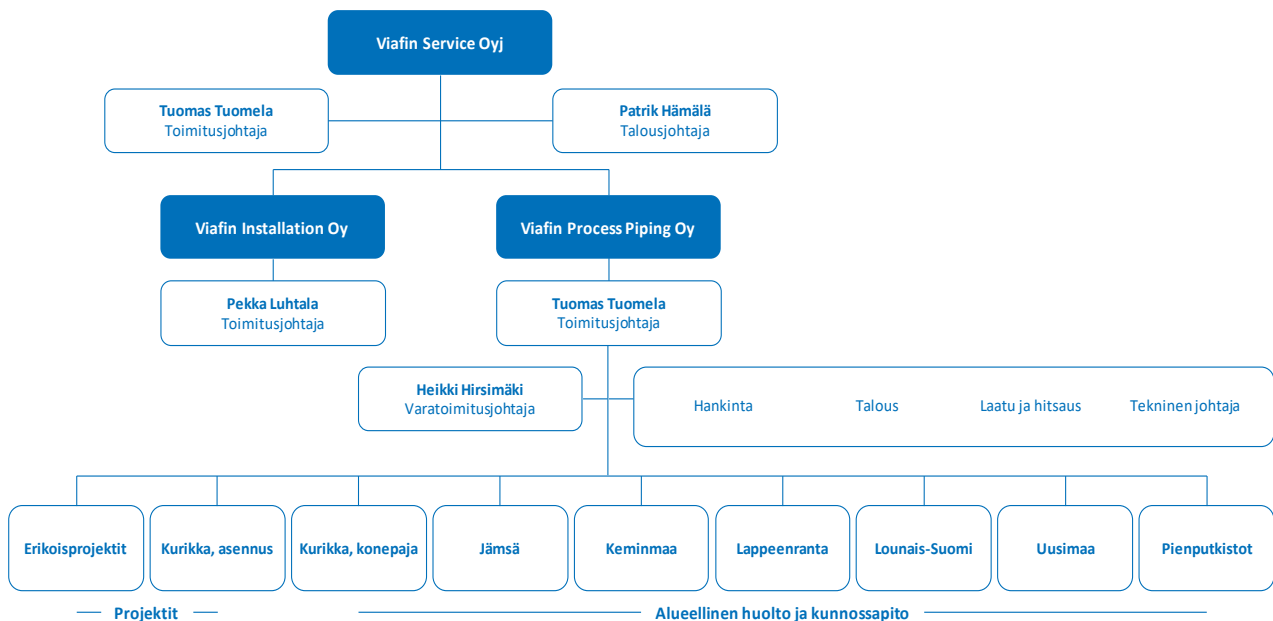 Viafin Service Oyj
Tuomas Tuomela
Toimitusjohtaja
Patrik Hämälä
Talousjohtaja
Viafin Installation Oy
Viafin Process Piping Oy
Pekka Luhtala
Toimitusjohtaja
Tuomas Tuomela
Toimitusjohtaja
Heikki Hirsimäki
Varatoimitusjohtaja
Hankinta
Talous
Laatu ja hitsaus
Tekninen johtaja
Erikoisprojektit
Kurikka, asennus
Kurikka, konepaja
Jämsä
Keminmaa
Lappeenranta
Lounais-Suomi
Uusimaa
Pienputkistot
Projektit
Alueellinen huolto ja kunnossapito